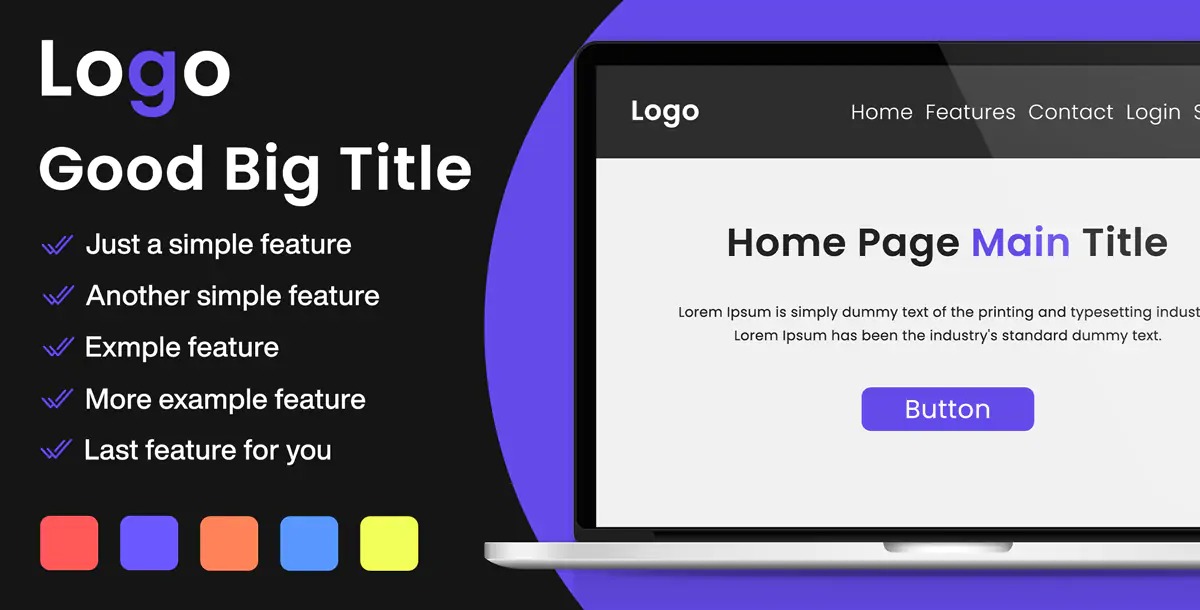 Logo
Good Big Title
Just a simple feature
Another simple feature
Exmple feature
More example feature
Last feature for you
Logo
Home Features Contact Login S
Home Page Main Title
Lorem Ipsum is simply dummy text of the printing and typesetting indust
Lorem Ipsum has been the industry's standard dummy text.
Button